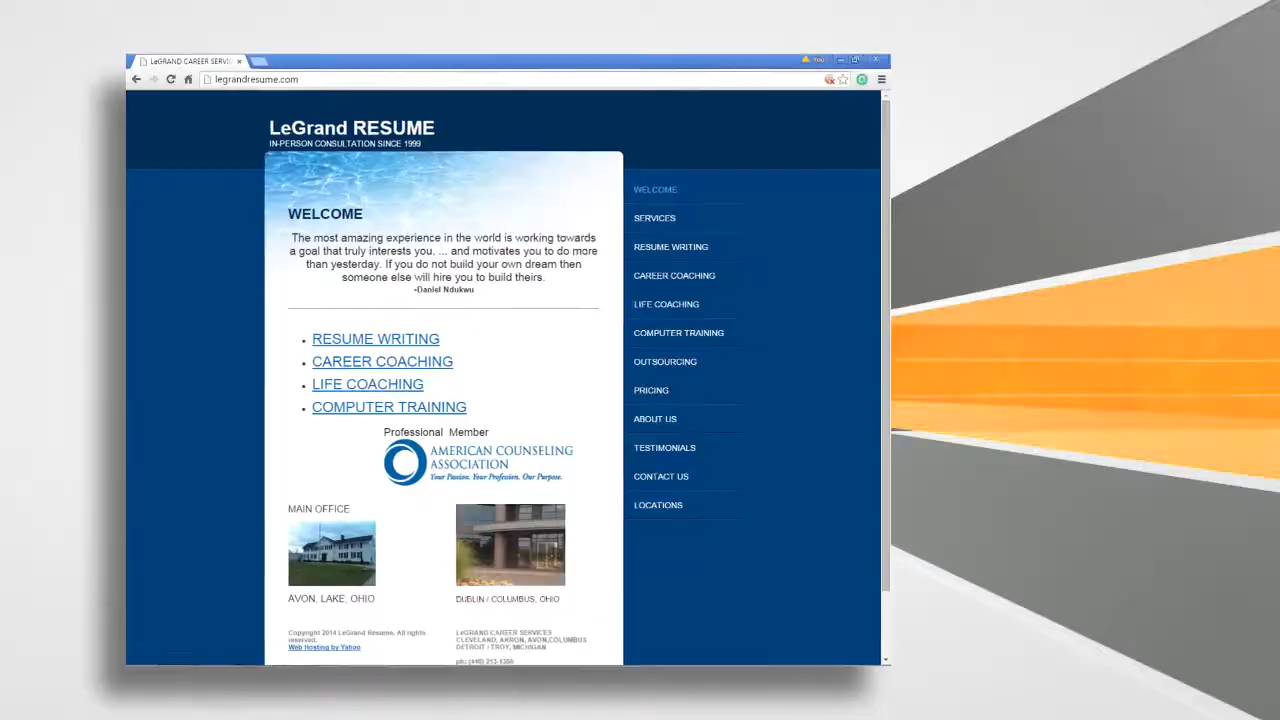 LeGRAND CAREER SERVIC
You
legrandresume.com
LeGrand RESUME
IN-PERSON CONSULTATION SINCE 1999
WELCOME
The most amazing experience in the world is working towards
a goal that truly interests you, ... and motivates you to do more
than yesterday. If you do not build your own dream then
someone else will hire you to build theirs.
-Daniel Ndukwu
RESUME WRITING
CAREER COACHING
LIFE COACHING
COMPUTER TRAINING
Professional Member
AMERICAN COUNSELING
ASSOCIATION
Your Passion. Your Profession. Our Purpose.
MAIN OFFICE
AVON, LAKE, OHIO
DUBLIN / COLUMBUS, OHIO
Copyright 2014 LeGrand Resume. All rights
reserved.
Web Hosting by Yahoo
LeGRAND CAREER SERVICES
CLEVELAND, AKRON, AVON,COLUMBUS
DETROIT / TROY, MICHIGAN
ph: (440) 213-1356
WELCOME
SERVICES
RESUME WRITING
CAREER COACHING
LIFE COACHING
COMPUTER TRAINING
OUTSOURCING
PRICING
ABOUT US
TESTIMONIALS
CONTACT US
LOCATIONS